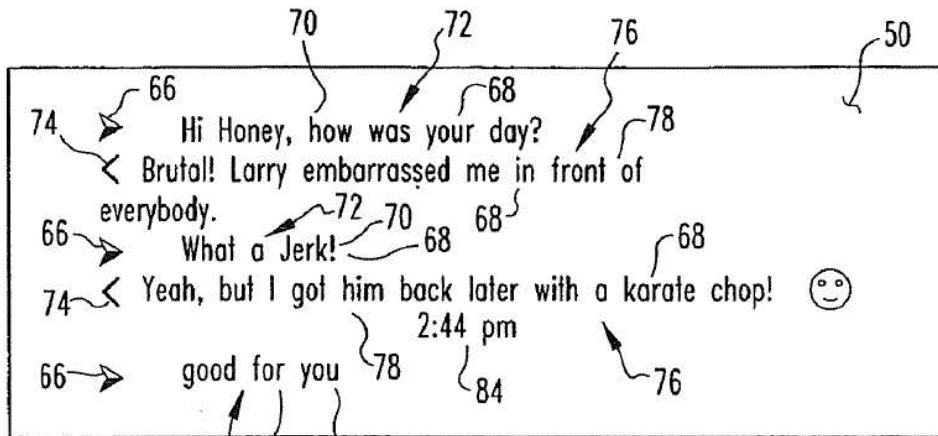 70 72 76 50
66 68
Hi Honey, how was your day?
74 78
< Brutal! Larry embarrassed me in front of
everybody. 72 70 68
66 68 68
What a Jerk!
74 < Yeah, but I got him back later with a karate chop!
2:44 pm
66 good for you 78 84 76